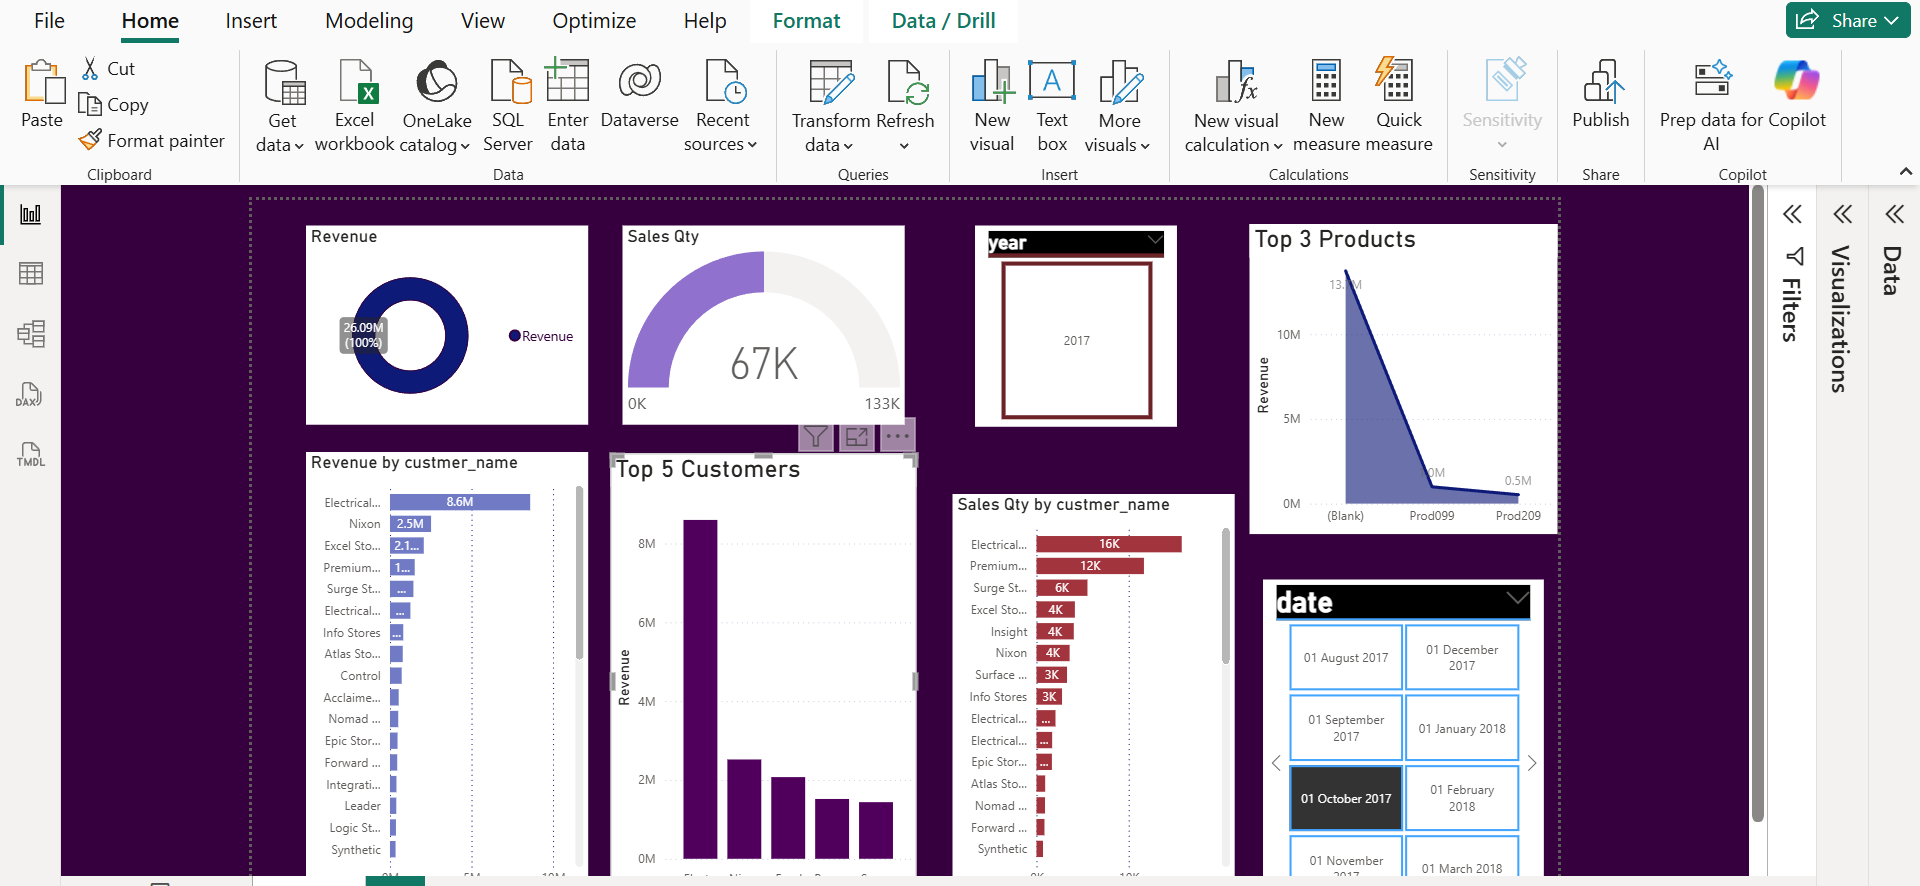 File Home Insert Modeling View Optimize Help Format Data / Drill Share
Paste
Cut
Copy
Format painter
Clipboard
Get data
Excel workbook
OneLake catalog
SQL Server
Enter data
Dataverse
Recent sources
Data
Transform data
Refresh
Queries
New visual
Text box
More visuals
Insert
New visual calculation
New measure
Quick measure
Calculations
Sensitivity
Sensitivity
Publish
Share
Prep data for AI
Copilot
Copilot
DAX
TMDL
Filters
Visualizations
Data
Revenue
26.09M
(100%)
Revenue
Sales Qty
67K
0K
133K
year
2017
Top 3 Products
Revenue
10M
5M
0M
0.5M
(Blank)
Prod099
Prod209
Revenue by custmer_name
Electrical... 8.6M
Nixon 2.5M
Excel Sto... 2.1...
Premium... 1...
Surge St... ...
Electrical... ...
Info Stores ...
Atlas Sto...
Control
Acclaime...
Nomad ...
Epic Stor...
Forward ...
Integrati...
Leader
Logic St...
Synthetic
Top 5 Customers
Revenue
8M
6M
4M
2M
0M
Sales Qty by custmer_name
Electrical... 16K
Premium... 12K
Surge St... 6K
Excel Sto... 4K
Insight 4K
Nixon 4K
Surface ... 3K
Info Stores 3K
Electrical... ...
Electrical... ...
Epic Stor... ...
Atlas Sto...
Nomad ...
Forward ...
Synthetic
date
01 August 2017
01 December 2017
01 September 2017
01 January 2018
01 October 2017
01 February 2018
01 November
01 March 2018